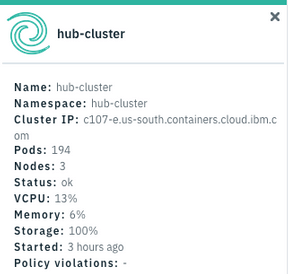 hub-cluster
Name: hub-cluster
Namespace: hub-cluster
Cluster IP: c107-e.us-south.containers.cloud.ibm.c
om
Pods: 194
Nodes: 3
Status: ok
VCPU: 13%
Memory: 6%
Storage: 100%
Started: 3 hours ago
Policy violations: -